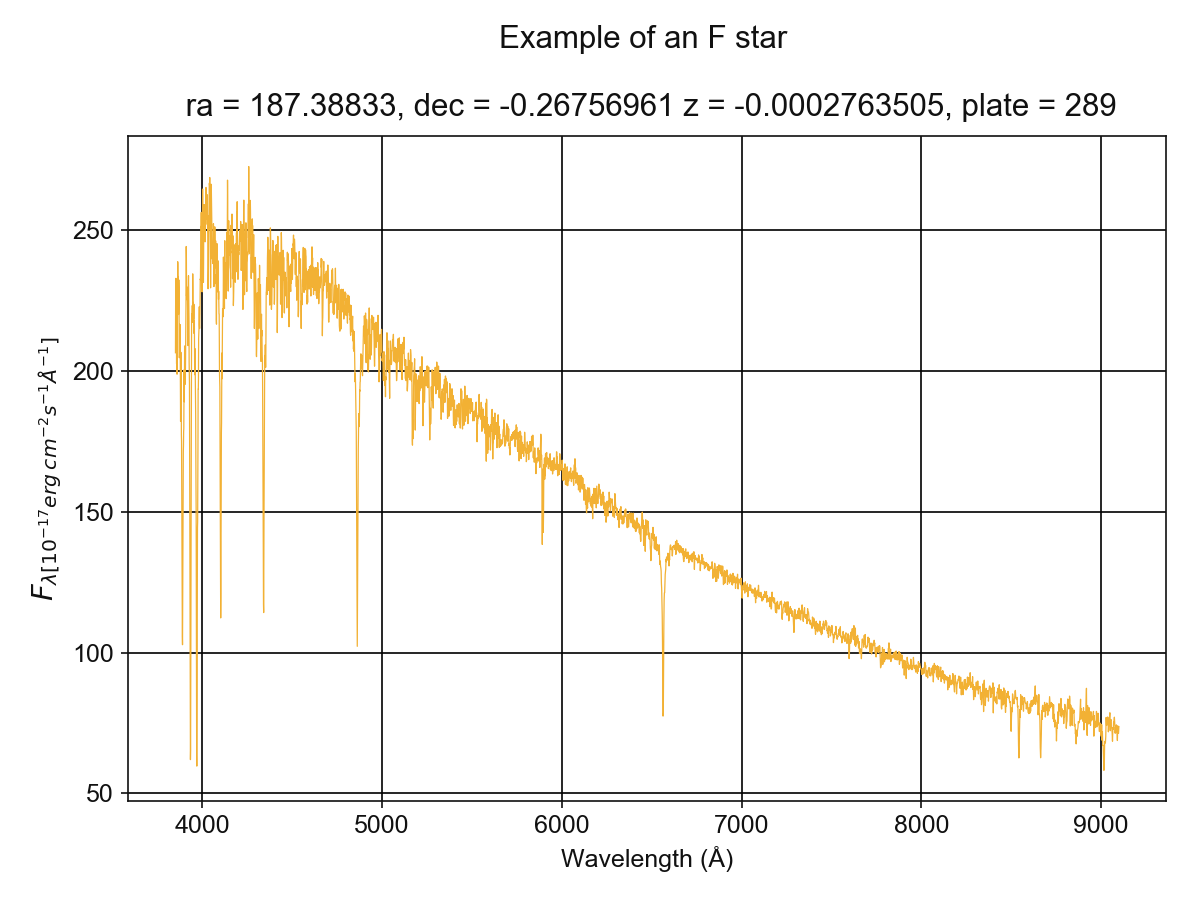 Example of an F star
ra = 187.38833, dec = -0.26756961 z = -0.0002763505, plate = 289
F_{λ[10^{-17}erg cm^{-2}s^{-1}Å^{-1}]}
250
200
150
100
50
4000 5000 6000 7000 8000 9000
Wavelength (Å)